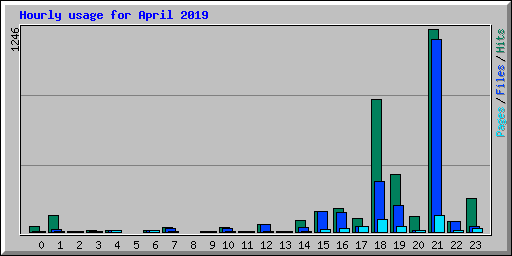 Hourly usage for April 2019
1246
Pages/Files/Hits
0 1 2 3 4 5 6 7 8 9 10 11 12 13 14 15 16 17 18 19 20 21 22 23